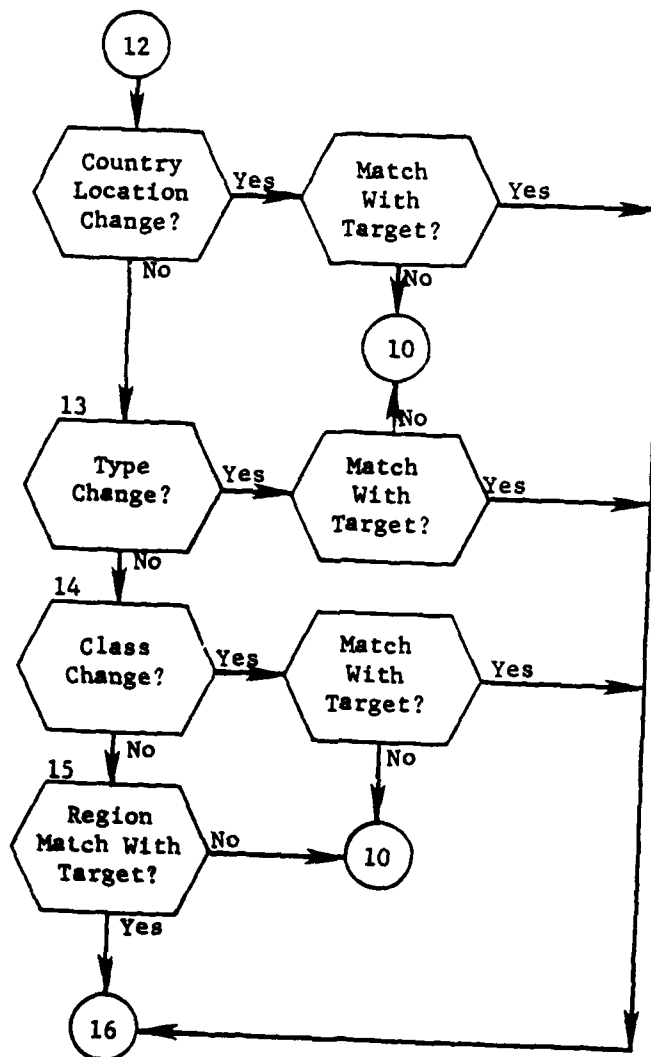 12
Country
Location
Change?
Yes
Match
With
Target?
Yes
No
No
10
13
Type
Change?
Yes
No
Match
With
Target?
Yes
No
14
Class
Change?
Yes
Match
With
Target?
Yes
No
No
15
Region
Match With
Target?
No
10
Yes
16